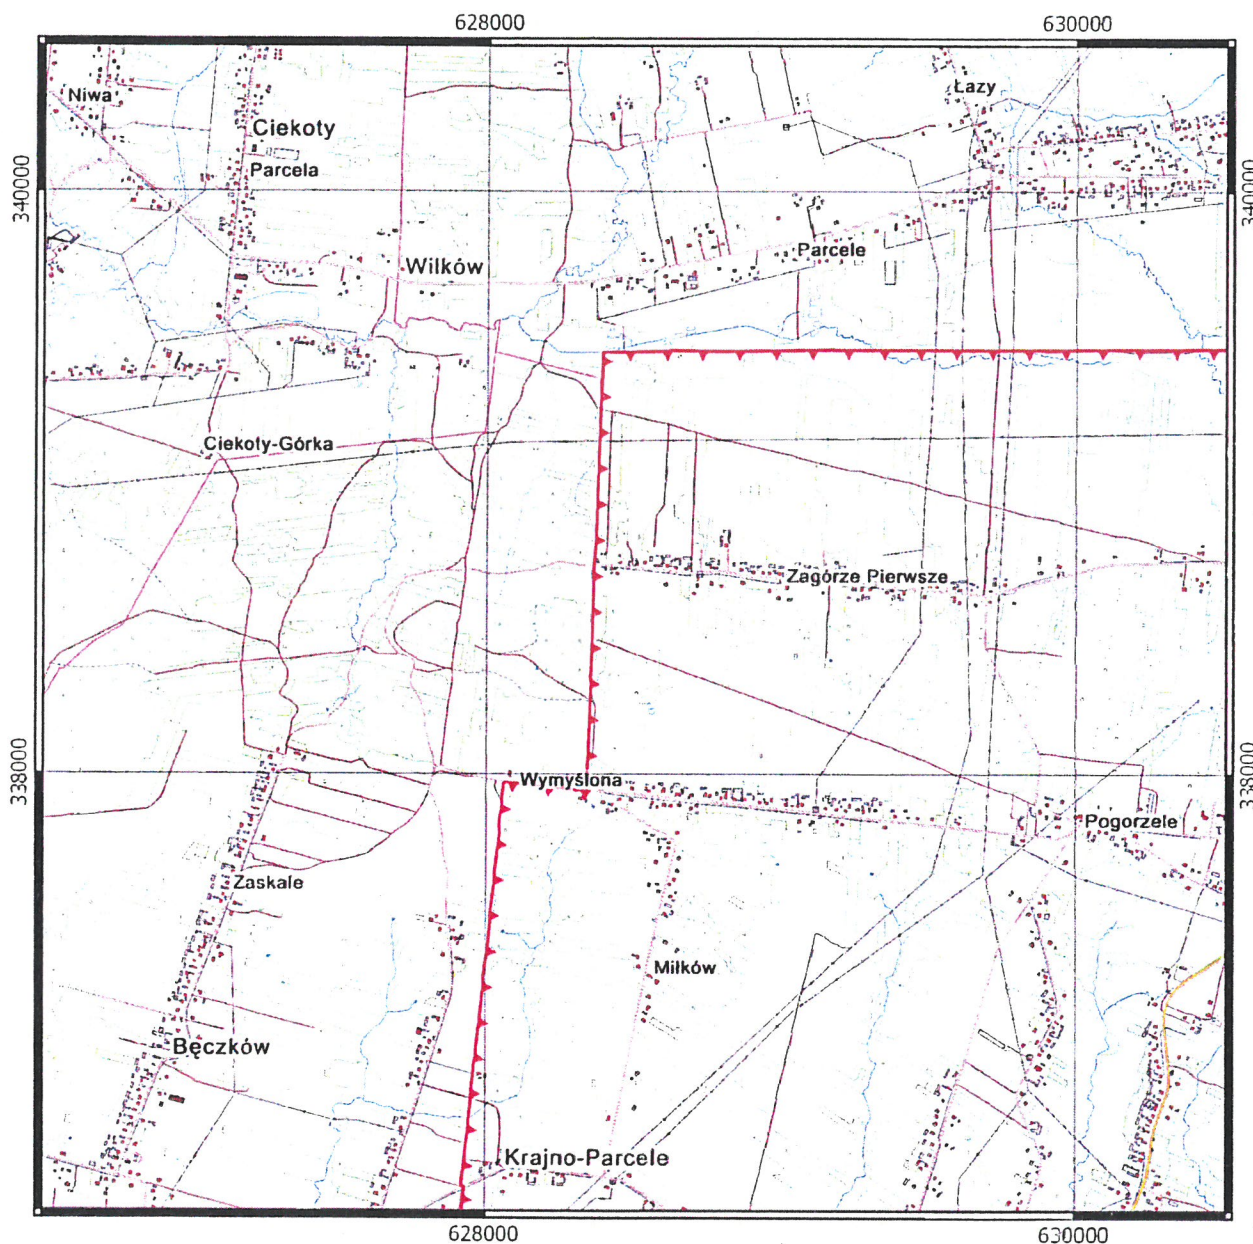 628000
630000
Niwa
Łazy
Ciekoty
Parcela
340000
340000
Parcele
Wilków
Ciekoty-Górka
Zagórze Pierwsze
338000
338000
Wymyślona
Pogorzele
Zaskale
Miłków
Bęczków
Krajno-Parcele
628000
630000